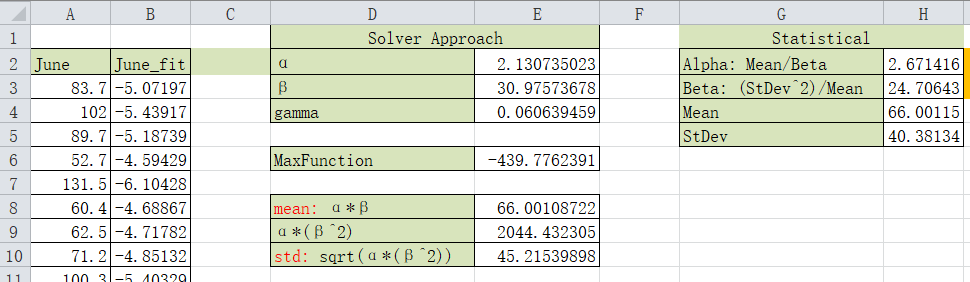 A B C D E F G H
1 Solver Approach Statistical
2 June June_fit α 2.130735023 Alpha: Mean/Beta 2.671416
3 83.7 -5.07197 β 30.97573678 Beta: (StDev^2)/Mean 24.70643
4 102 -5.43917 gamma 0.060639459 Mean 66.00115
5 89.7 -5.18739 StDev 40.38134
6 52.7 -4.59429 MaxFunction -439.7762391
7 131.5 -6.10428
8 60.4 -4.68867 mean: α*β 66.00108722
9 62.5 -4.71782 α*(β^2) 2044.432305
10 71.2 -4.85132 std: sqrt(α*(β^2)) 45.21539898
11 100.3 -5.40329